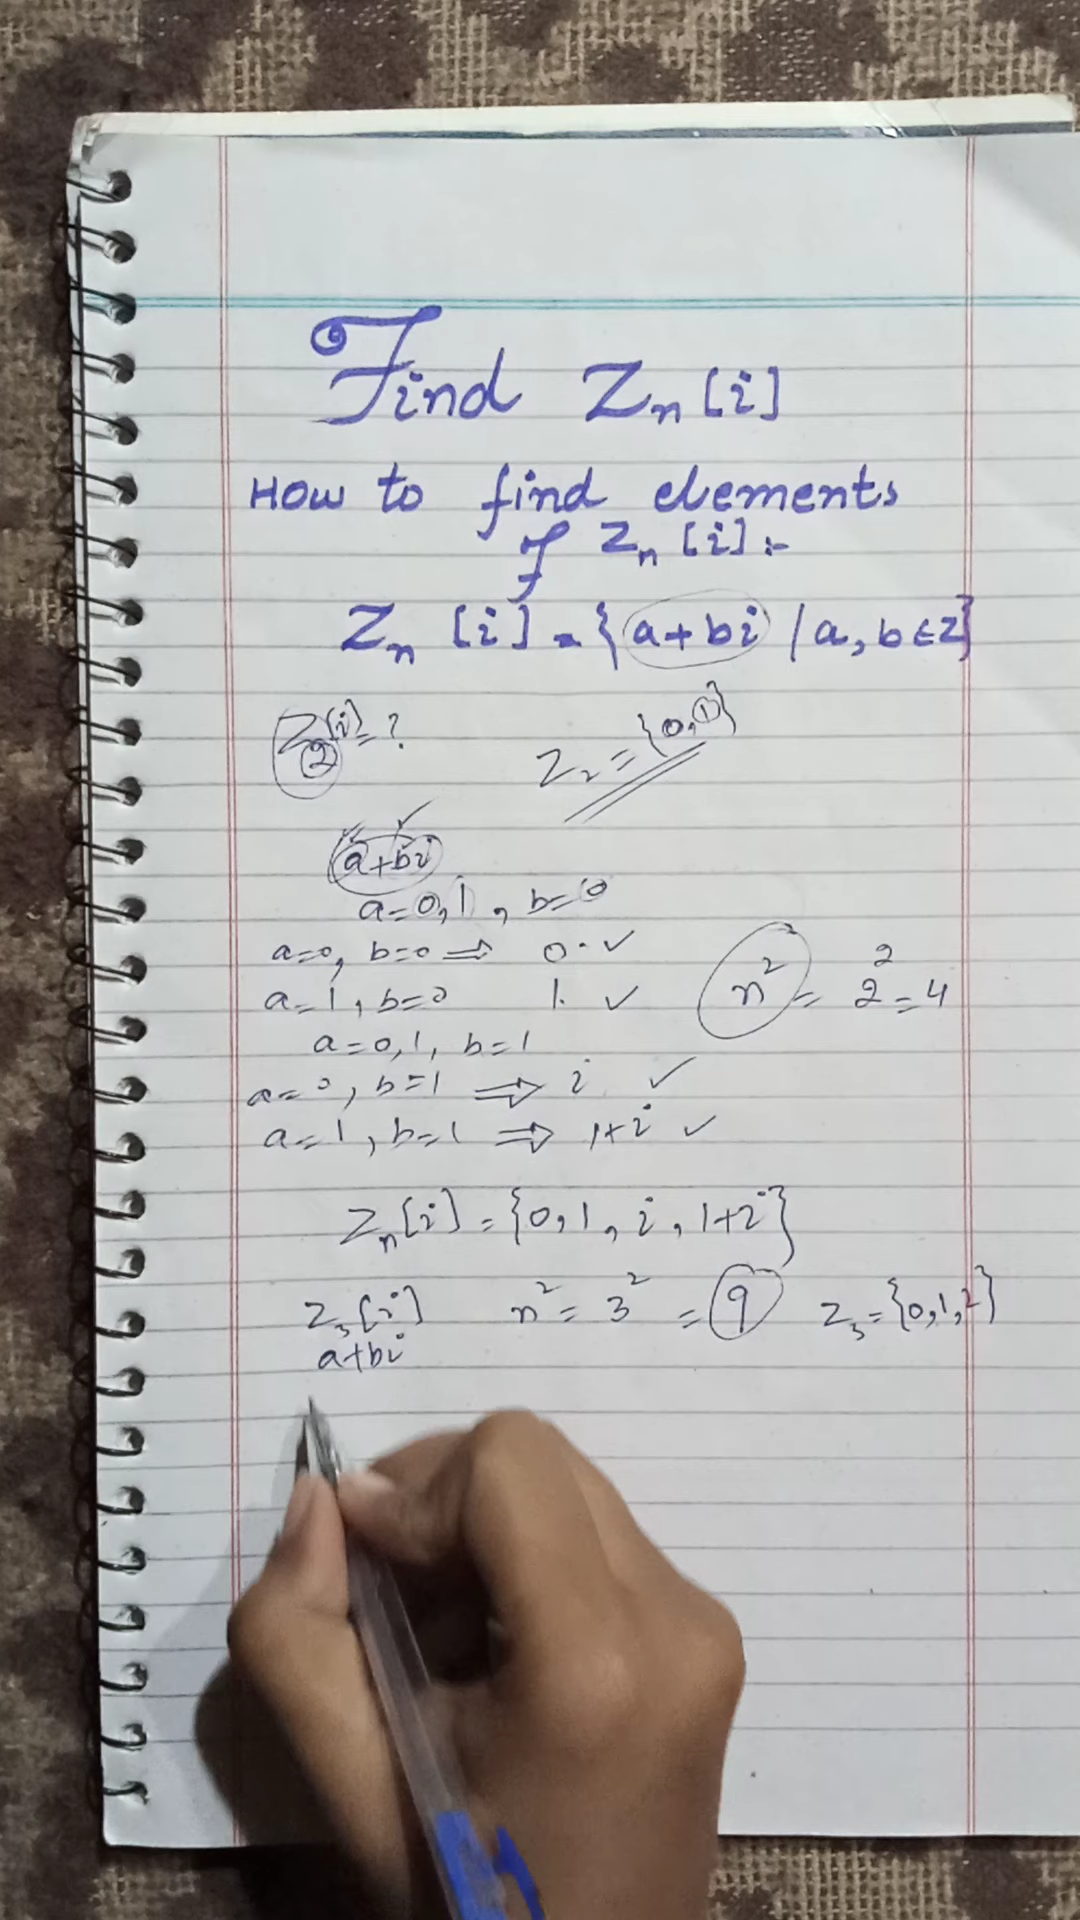 Find Zn[i]
How to find elements
of Zn[i]:-
Zn[i] = {a+bi / a, b ∈ Z}
Z2[i] = ? Z2 = {0, 1}
a+bi
a=0,1, b=0
a=0, b=0 ⇒ 0. ✓
a=1, b=0 1. ✓ n² = 2² = 4
a=0,1, b=1
a=0, b=1 ⇒ i ✓
a=1, b=1 ⇒ 1+i ✓
Zn[i] = {0, 1, i, 1+i}
Z3[i] n² = 3² = 9 Z3 = {0,1,2}
a+bi